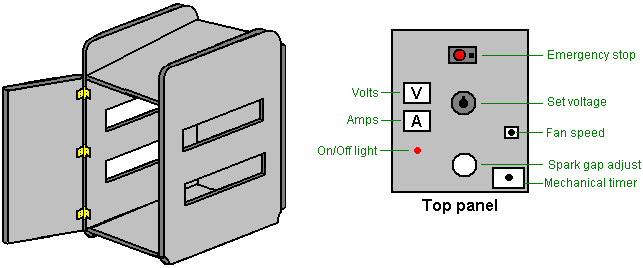 Emergency stop
Volts
V
Set voltage
Amps
A
Fan speed
On/Off light
Spark gap adjust
Mechanical timer
Top panel